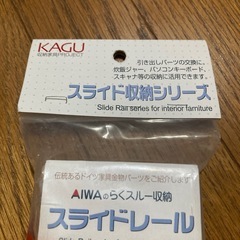 KAGU
引き出しパーツの交換に、
炊飯ジャー、パソコンキーボード、
スキャナ等の収納に活用できます。
スライド収納シリーズ
Slide Rail series for interior farniture
伝統あるドイツ家具金物パーツをご紹介します
AIWAのらくスルー収納
スライドレール